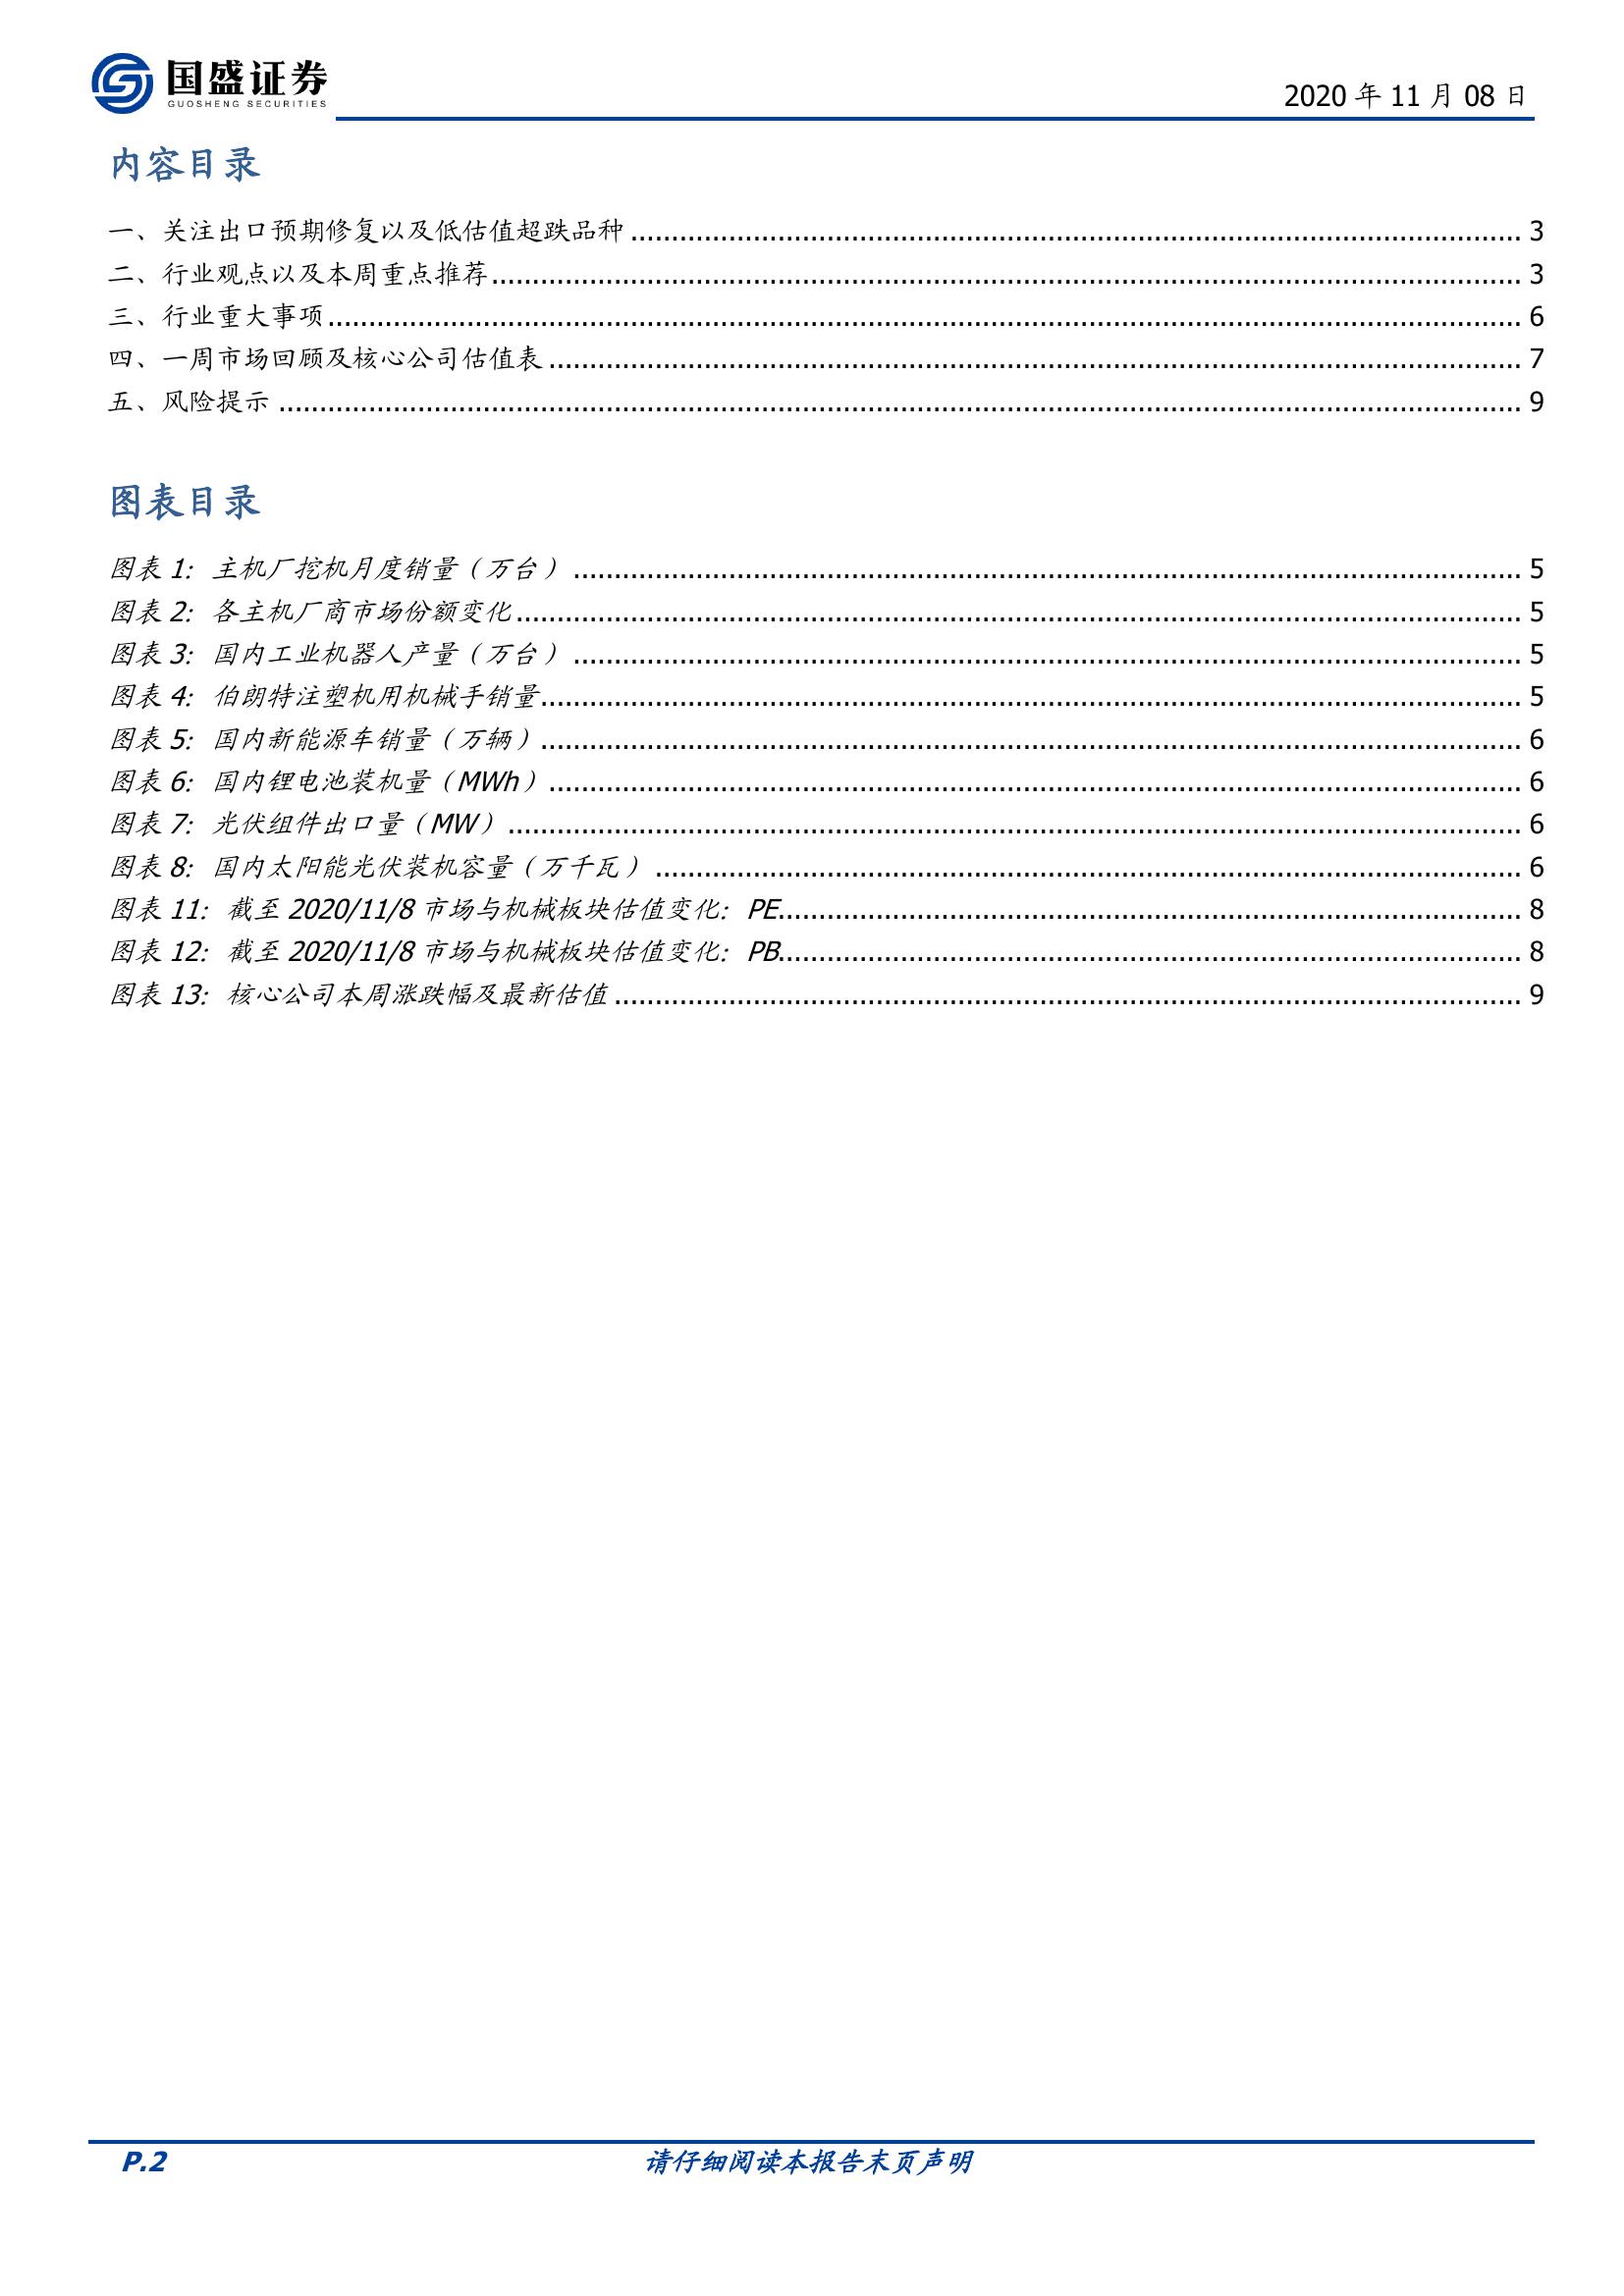 国盛证券
GUOSHENG SECURITIES
2020 年 11 月 08 日
内容目录
一、关注出口预期修复以及低估值超跌品种 3
二、行业观点以及本周重点推荐 3
三、行业重大事项 6
四、一周市场回顾及核心公司估值表 7
五、风险提示 9
图表目录
图表 1：主机厂挖机月度销量（万台） 5
图表 2：各主机厂商市场份额变化 5
图表 3：国内工业机器人产量（万台） 5
图表 4：伯朗特注塑机用机械手销量 5
图表 5：国内新能源车销量（万辆） 6
图表 6：国内锂电池装机量（MWh） 6
图表 7：光伏组件出口量（MW） 6
图表 8：国内太阳能光伏装机容量（万千瓦） 6
图表 11：截至 2020/11/8 市场与机械板块估值变化：PE 8
图表 12：截至 2020/11/8 市场与机械板块估值变化：PB 8
图表 13：核心公司本周涨跌幅及最新估值 9
P.2
请仔细阅读本报告末页声明